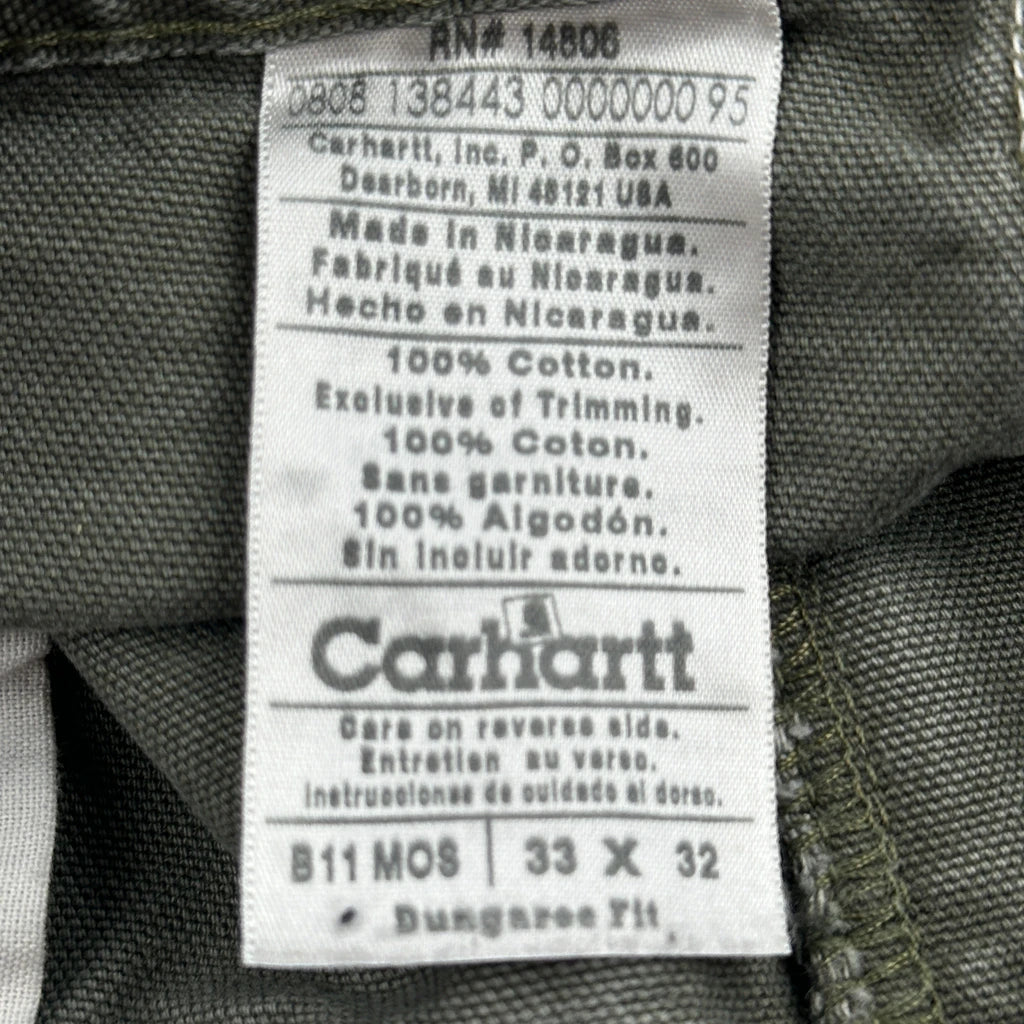 RN# 14806
0808 138443 0000000 95
Carhartt, Inc. P. O. Box 600
Dearborn, MI 48121 USA
Made in Nicaragua.
Fabriqué au Nicaragua.
Hecho en Nicaragua.
100% Cotton.
Exclusive of Trimming.
100% Coton.
Sans garniture.
100% Algodón.
Sin incluir adorno.
Carhartt
Care on reverse side.
Entretien au verso.
Instrucciones de cuidado al dorso.
B11 MOS | 33 X 32
Dungaree Fit